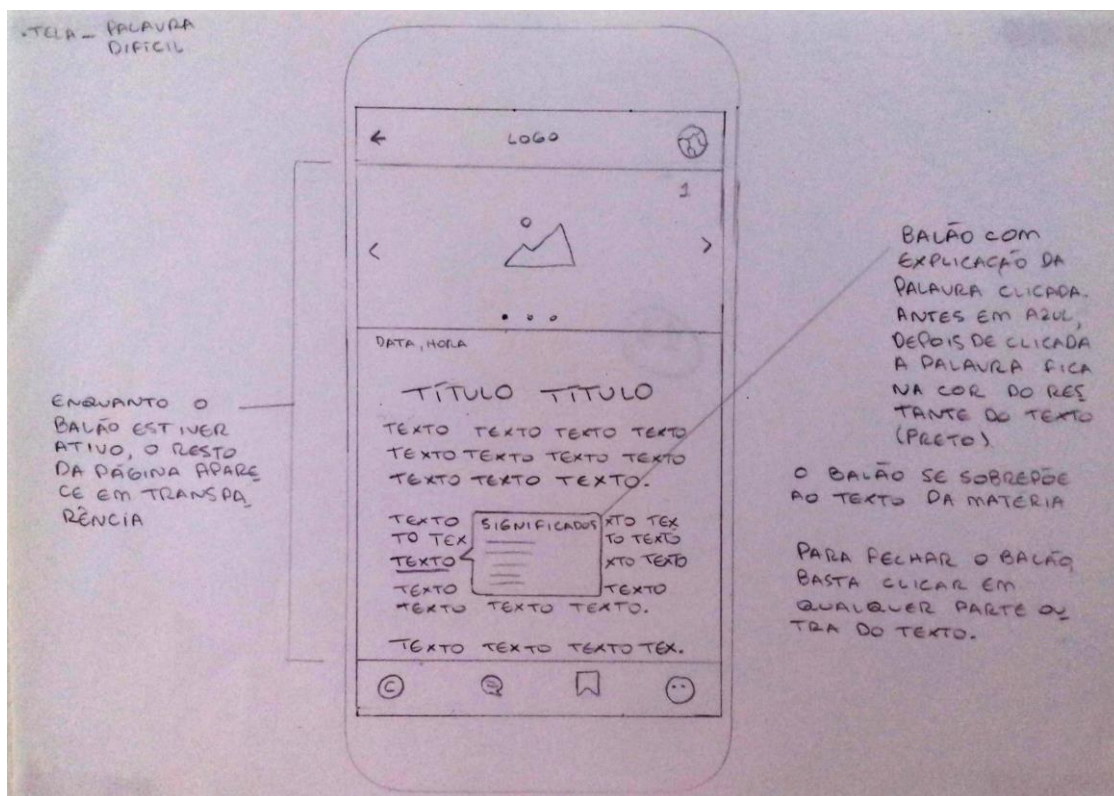 .TELA - PALAVRA
DIFÍCIL
LOGO
1
DATA, HORA
TÍTULO TÍTULO
TEXTO TEXTO TEXTO TEXTO
TEXTO TEXTO TEXTO TEXTO
TEXTO TEXTO TEXTO.
TEXTO SIGNIFICADOS XTO TEX
TO TEX TO TEXTO
TEXTO XTO TEXTO
TEXTO TEXTO
TEXTO TEXTO TEXTO.
TEXTO TEXTO TEXTO TEX.
C
ENQUANTO O
BALÃO ESTIVER
ATIVO, O RESTO
DA PÁGINA APARE
CE EM TRANSPA
RÊNCIA
BALÃO COM
EXPLICAÇÃO DA
PALAVRA CLICADA.
ANTES EM AZUL,
DEPOIS DE CLICADA
A PALAVRA FICA
NA COR DO RES
TANTE DO TEXTO
(PRETO)
O BALÃO SE SOBREPÕE
AO TEXTO DA MATÉRIA
PARA FECHAR O BALÃO,
BASTA CLICAR EM
QUALQUER PARTE OU
TRA DO TEXTO.